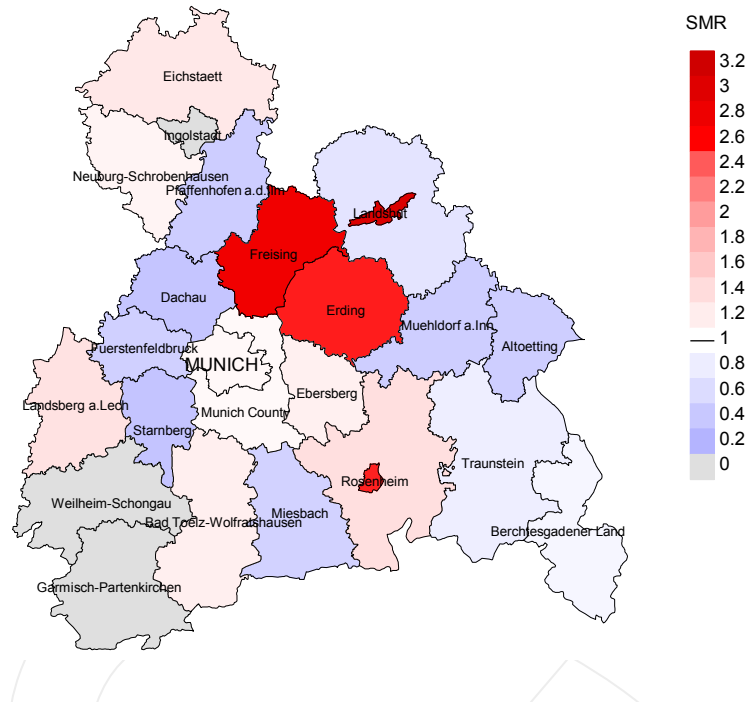 SMR
3.2
3
2.8
2.6
2.4
2.2
2
1.8
1.6
1.4
1.2
1
0.8
0.6
0.4
0.2
0
Eichstaett
Ingolstadt
Neuburg-Schrobenhausen
Pfaffenhofen a.d.Ilm
Landshut
Freising
Dachau
Erding
Muehldorf a.Inn
Altoetting
Fuerstenfeldbruck
MUNICH
Ebersberg
Landsberg a.Lech
Munich County
Starnberg
Traunstein
Rosenheim
Weilheim-Schongau
Miesbach
Bad Toelz-Wolfratshausen
Berchtesgadener Land
Garmisch-Partenkirchen